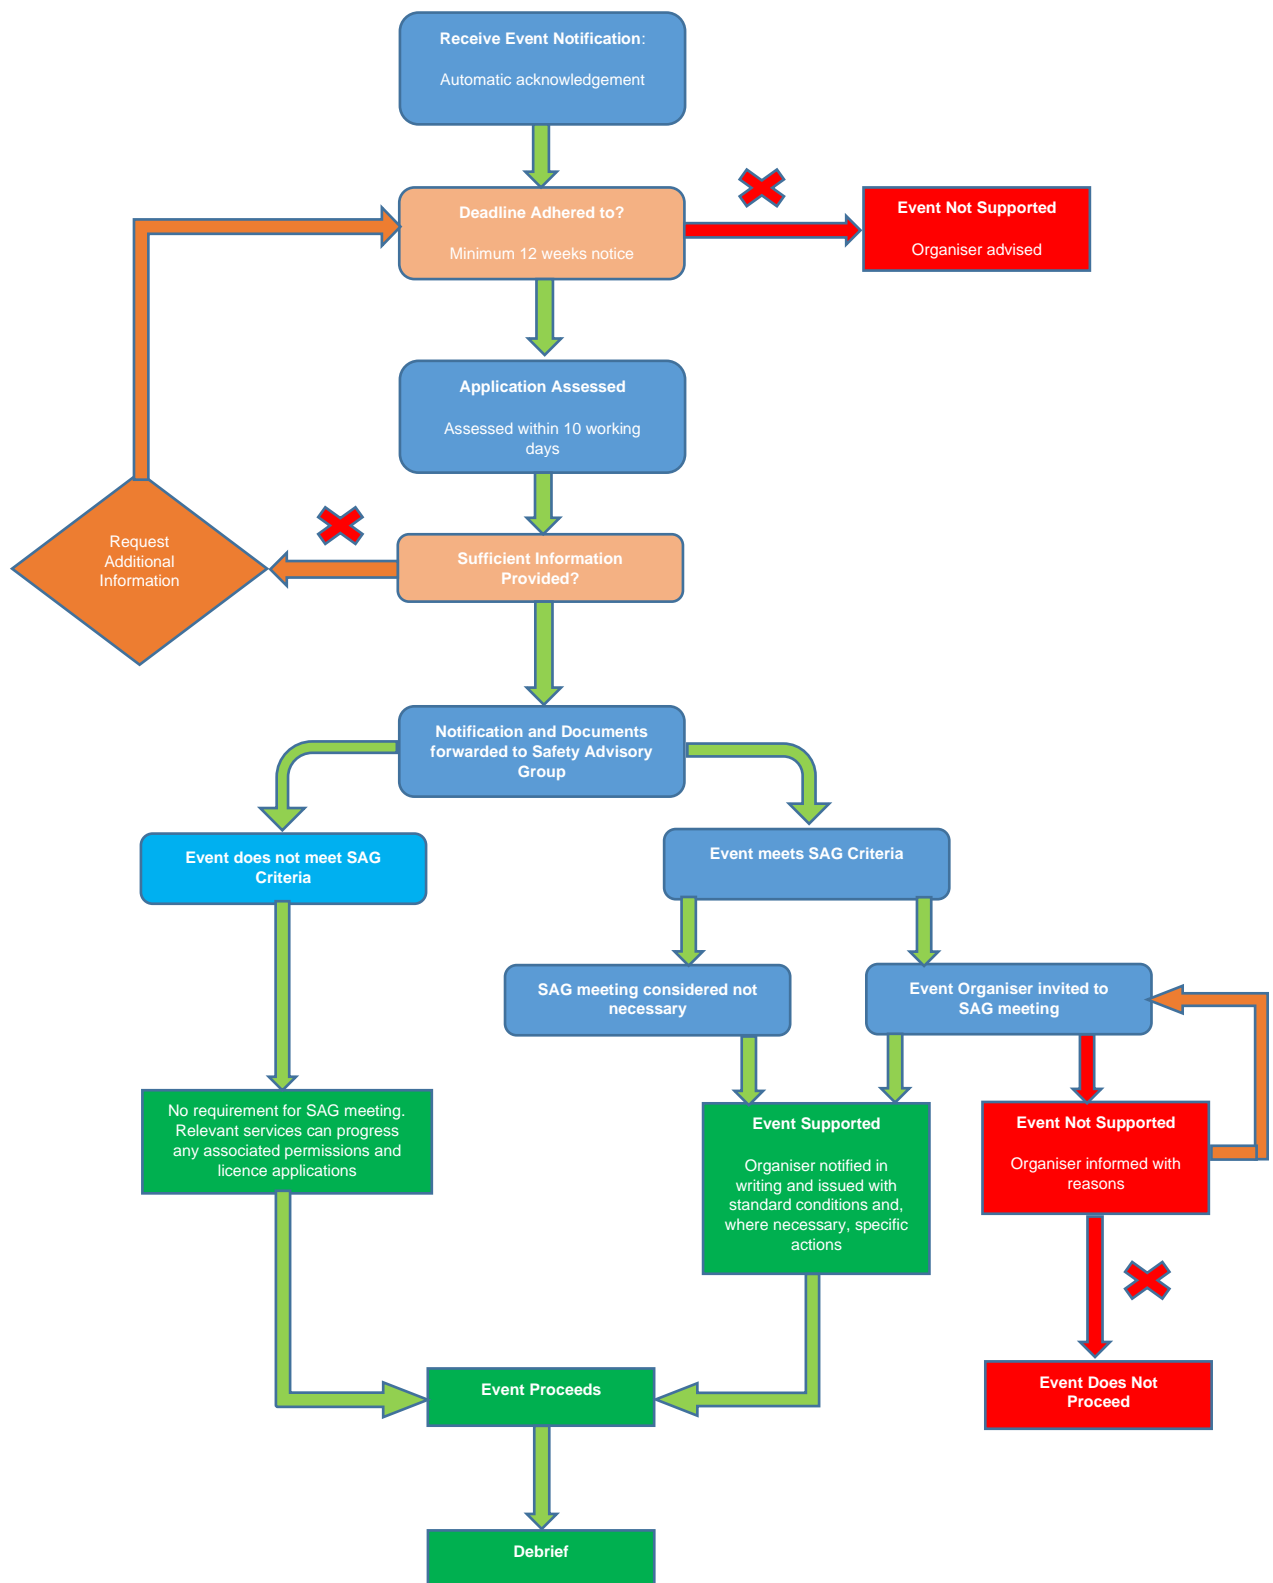 Receive Event Notification:
Automatic acknowledgement
Deadline Adhered to?
Minimum 12 weeks notice
Event Not Supported
Organiser advised
Application Assessed
Assessed within 10 working
days
Request
Additional
Information
Sufficient Information
Provided?
Notification and Documents
forwarded to Safety Advisory
Group
Event does not meet SAG
Criteria
Event meets SAG Criteria
SAG meeting considered not
necessary
Event Organiser invited to
SAG meeting
No requirement for SAG meeting.
Relevant services can progress
any associated permissions and
licence applications
Event Supported
Organiser notified in
writing and issued with
standard conditions and,
where necessary, specific
actions
Event Not Supported
Organiser informed with
reasons
Event Proceeds
Event Does Not
Proceed
Debrief